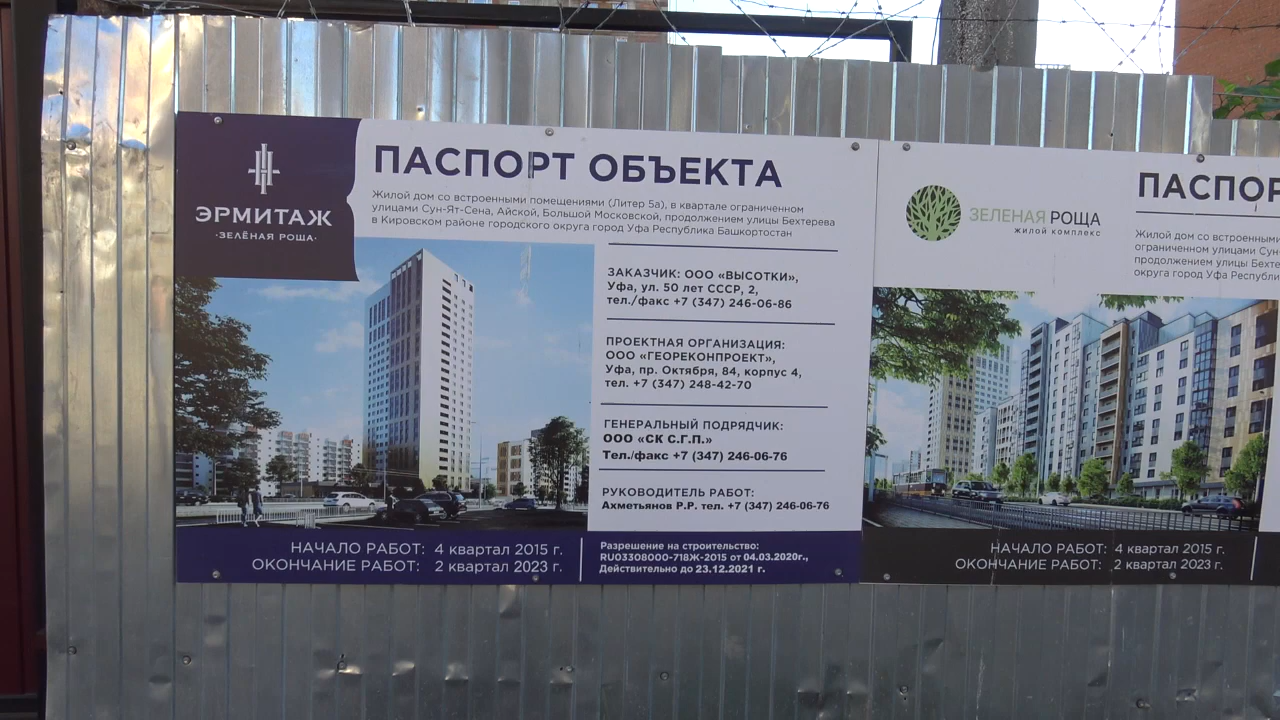 ЭРМИТАЖ
·ЗЕЛЁНАЯ РОЩА·
ПАСПОРТ ОБЪЕКТА
Жилой дом со встроенными помещениями (Литер 5а), в квартале ограниченном
улицами Сун-Ят-Сена, Айской, Большой Московской, продолжением улицы Бехтерева
в Кировском районе городского округа город Уфа Республика Башкортостан
ЗАКАЗЧИК: ООО «ВЫСОТКИ»,
Уфа, ул. 50 лет СССР, 2,
тел./факс +7 (347) 246-06-86
ПРОЕКТНАЯ ОРГАНИЗАЦИЯ:
ООО «ГЕОРЕКОНПРОЕКТ»,
Уфа, пр. Октября, 84, корпус 4,
тел. +7 (347) 248-42-70
ГЕНЕРАЛЬНЫЙ ПОДРЯДЧИК:
ООО «СК С.Г.П.»
Тел./факс +7 (347) 246-06-76
РУКОВОДИТЕЛЬ РАБОТ:
Ахметьянов Р.Р. тел. +7 (347) 246-06-76
НАЧАЛО РАБОТ: 4 квартал 2015 г.
ОКОНЧАНИЕ РАБОТ: 2 квартал 2023 г.
Разрешение на строительство:
RU03308000-718Ж-2015 от 04.03.2020г.,
Действительно до 23.12.2021 г.
ЗЕЛЕНАЯ РОЩА
жилой комплекс
ПАСПОР
Жилой дом со встроенными
ограниченном улицами Сун-
продолжением улицы Бехте
округа город Уфа Республи
НАЧАЛО РАБОТ: 4 квартал 2015 г.
ОКОНЧАНИЕ РАБОТ: 2 квартал 2023 г.